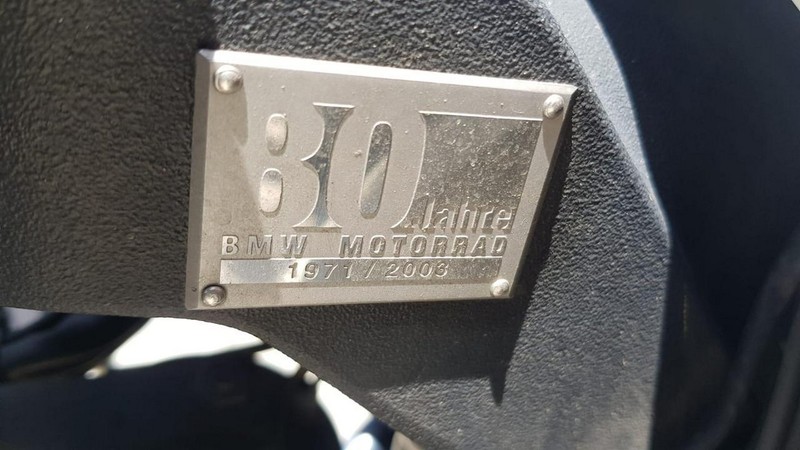 80 Jahre
BMW MOTORRAD
1971 / 2003